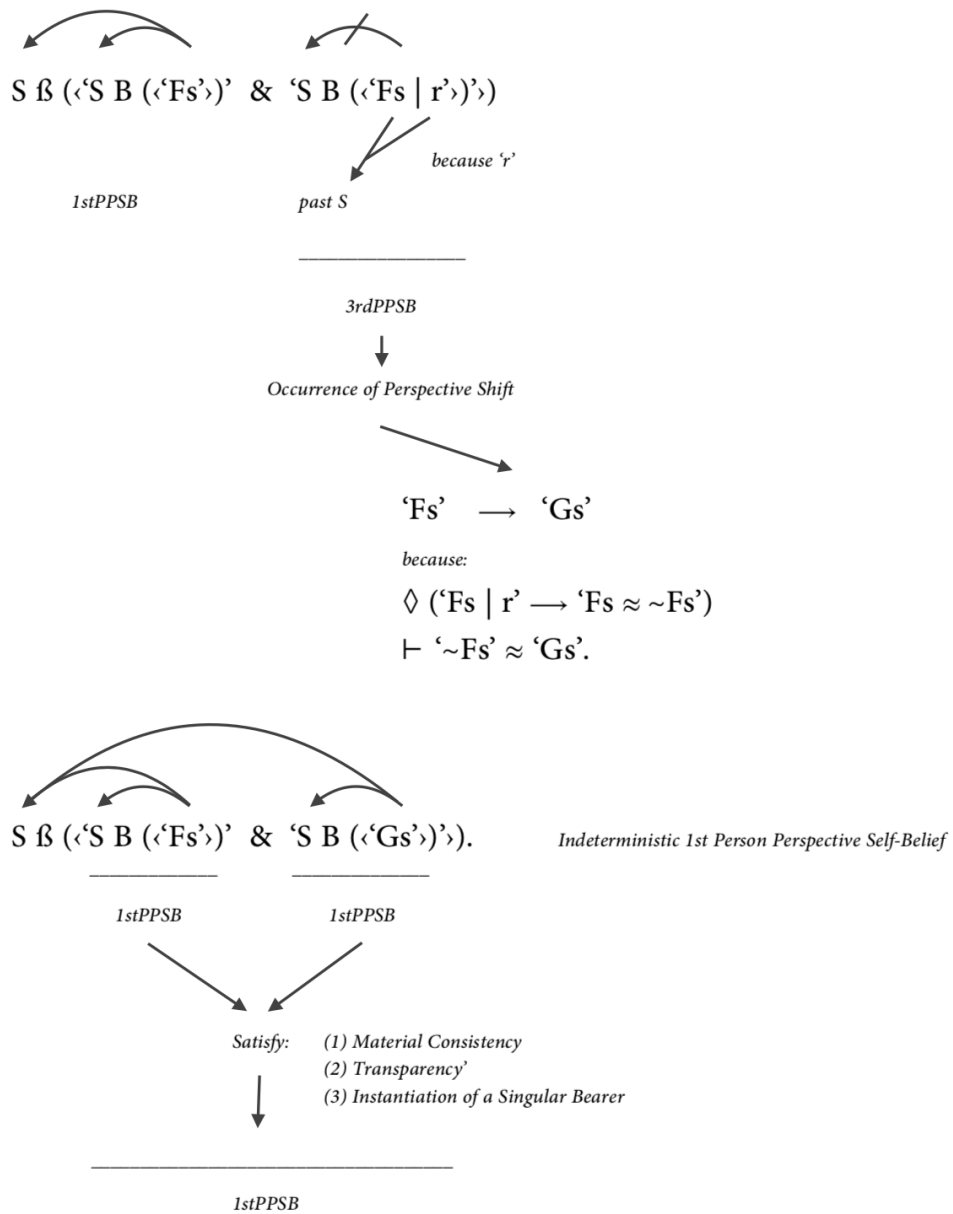 S ß (‹‘S B (‹‘Fs’›)’ & ‘S B (‹‘Fs | r’›)’›)
because ‘r’
1stPPSB past S
3rdPPSB
Occurrence of Perspective Shift
‘Fs’ ⟶ ‘Gs’
because:
◊ (‘Fs | r’ ⟶ ‘Fs ≈ ~Fs’)
⊢ ‘~Fs’ ≈ ‘Gs’.
S ß (‹‘S B (‹‘Fs’›)’ & ‘S B (‹‘Gs’›)’›). Indeterministic 1st Person Perspective Self-Belief
1stPPSB 1stPPSB
Satisfy: (1) Material Consistency
(2) Transparency’
(3) Instantiation of a Singular Bearer
1stPPSB